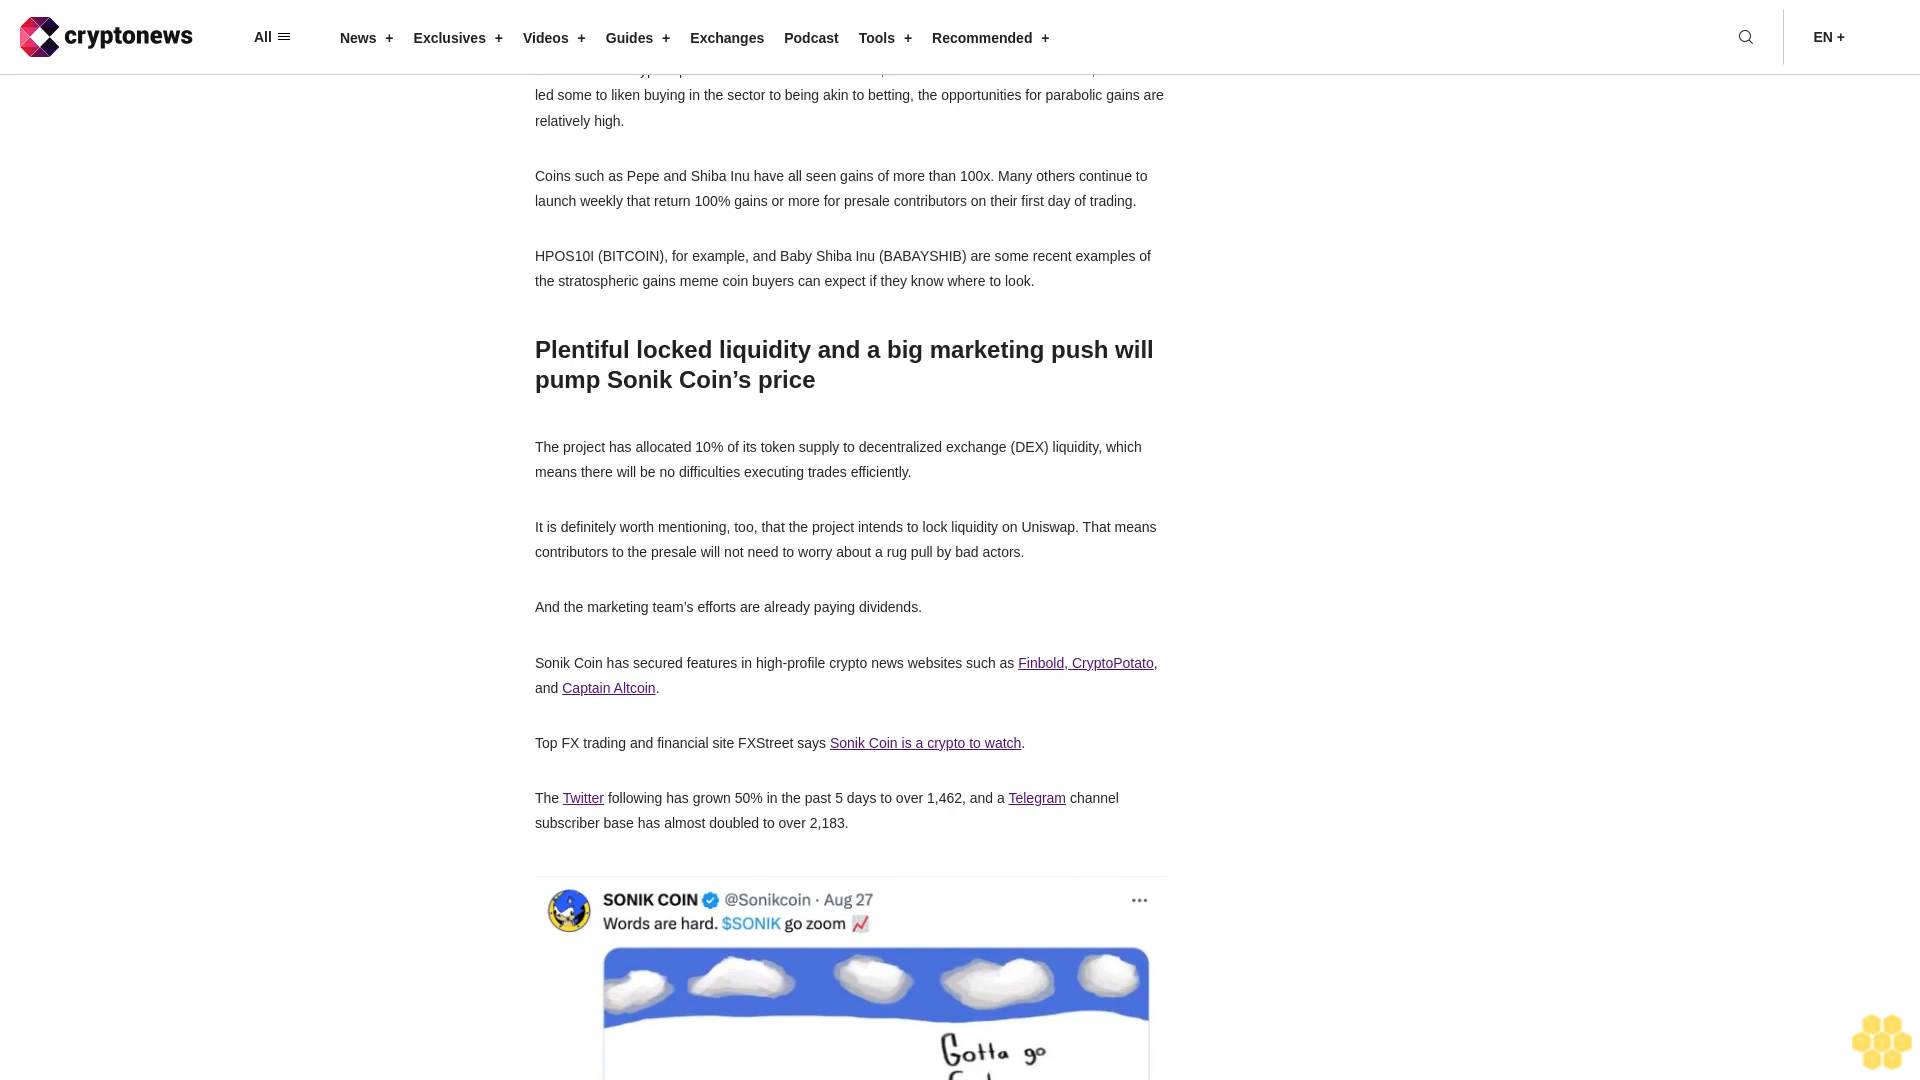 cryptonews
All
News +
Exclusives +
Videos +
Guides +
Exchanges
Podcast
Tools +
Recommended +
EN +
led some to liken buying in the sector to being akin to betting, the opportunities for parabolic gains are
relatively high.
Coins such as Pepe and Shiba Inu have all seen gains of more than 100x. Many others continue to
launch weekly that return 100% gains or more for presale contributors on their first day of trading.
HPOS10I (BITCOIN), for example, and Baby Shiba Inu (BABAYSHIB) are some recent examples of
the stratospheric gains meme coin buyers can expect if they know where to look.
Plentiful locked liquidity and a big marketing push will
pump Sonik Coin’s price
The project has allocated 10% of its token supply to decentralized exchange (DEX) liquidity, which
means there will be no difficulties executing trades efficiently.
It is definitely worth mentioning, too, that the project intends to lock liquidity on Uniswap. That means
contributors to the presale will not need to worry about a rug pull by bad actors.
And the marketing team’s efforts are already paying dividends.
Sonik Coin has secured features in high-profile crypto news websites such as Finbold, CryptoPotato,
and Captain Altcoin.
Top FX trading and financial site FXStreet says Sonik Coin is a crypto to watch.
The Twitter following has grown 50% in the past 5 days to over 1,462, and a Telegram channel
subscriber base has almost doubled to over 2,183.
SONIK COIN @Sonikcoin · Aug 27
Words are hard. $SONIK go zoom
Gotta go